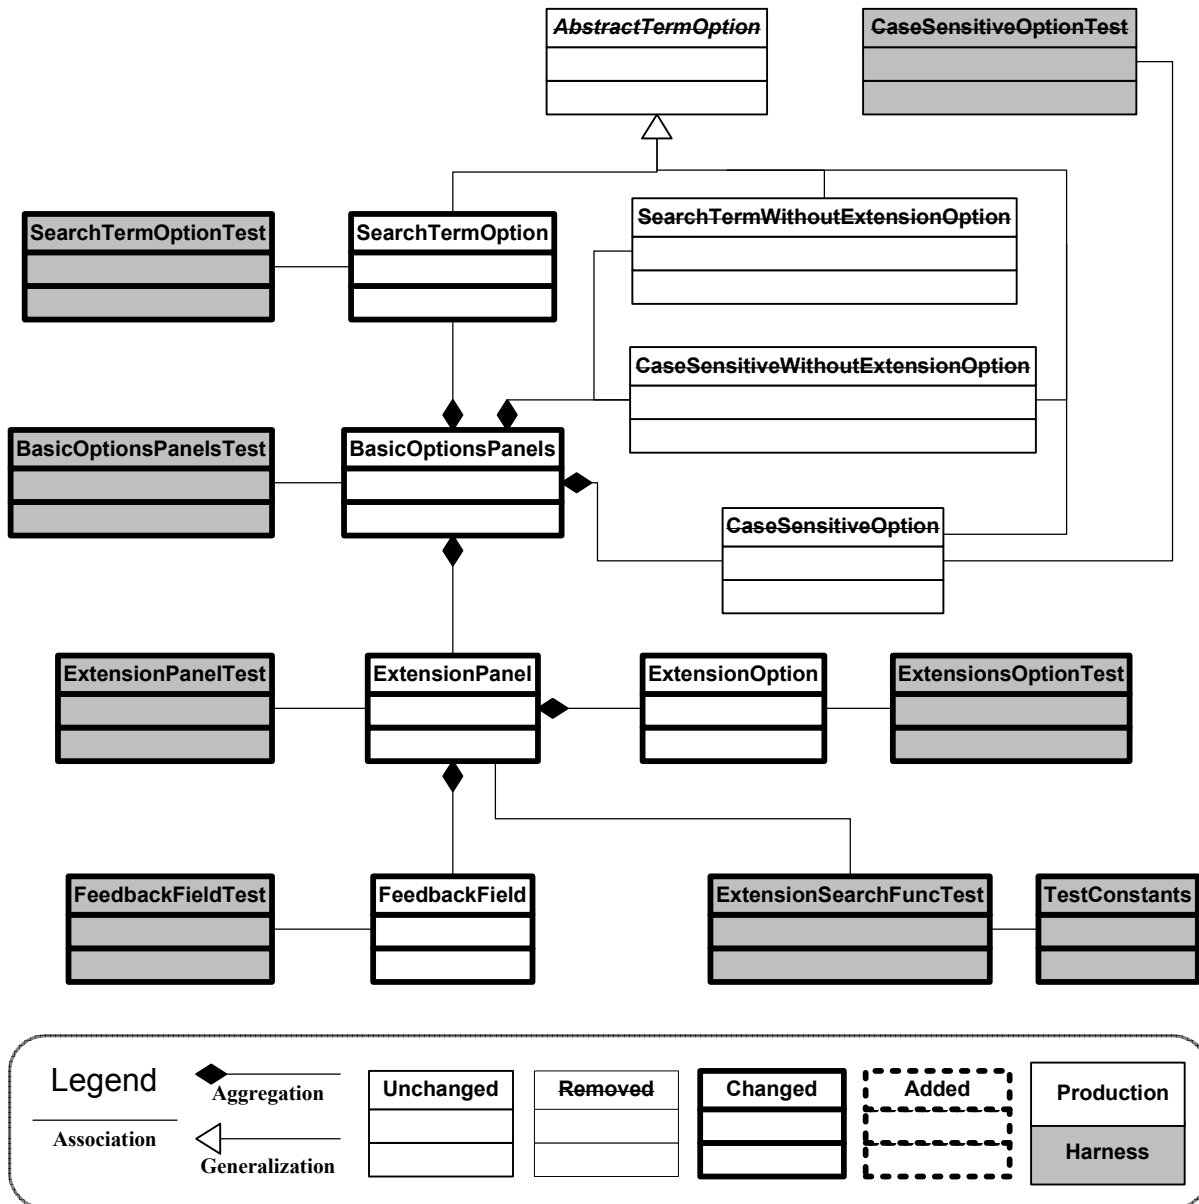 AbstractTermOption
CaseSensitiveOptionTest
SearchTermOptionTest
SearchTermOption
SearchTermWithoutExtensionOption
CaseSensitiveWithoutExtensionOption
BasicOptionsPanelsTest
BasicOptionsPanels
CaseSensitiveOption
ExtensionPanelTest
ExtensionPanel
ExtensionOption
ExtensionsOptionTest
FeedbackFieldTest
FeedbackField
ExtensionSearchFuncTest
TestConstants
Legend
Association
Aggregation
Generalization
Unchanged
Removed
Changed
Added
Production
Harness